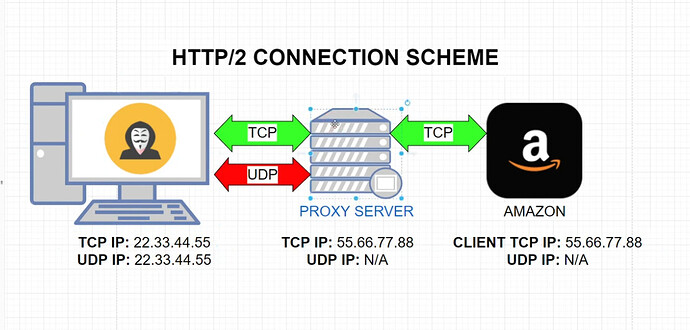 HTTP/2 CONNECTION SCHEME
TCP
TCP
UDP
a
PROXY SERVER
AMAZON
TCP IP: 22.33.44.55
UDP IP: 22.33.44.55
TCP IP: 55.66.77.88
UDP IP: N/A
CLIENT TCP IP: 55.66.77.88
UDP IP: N/A